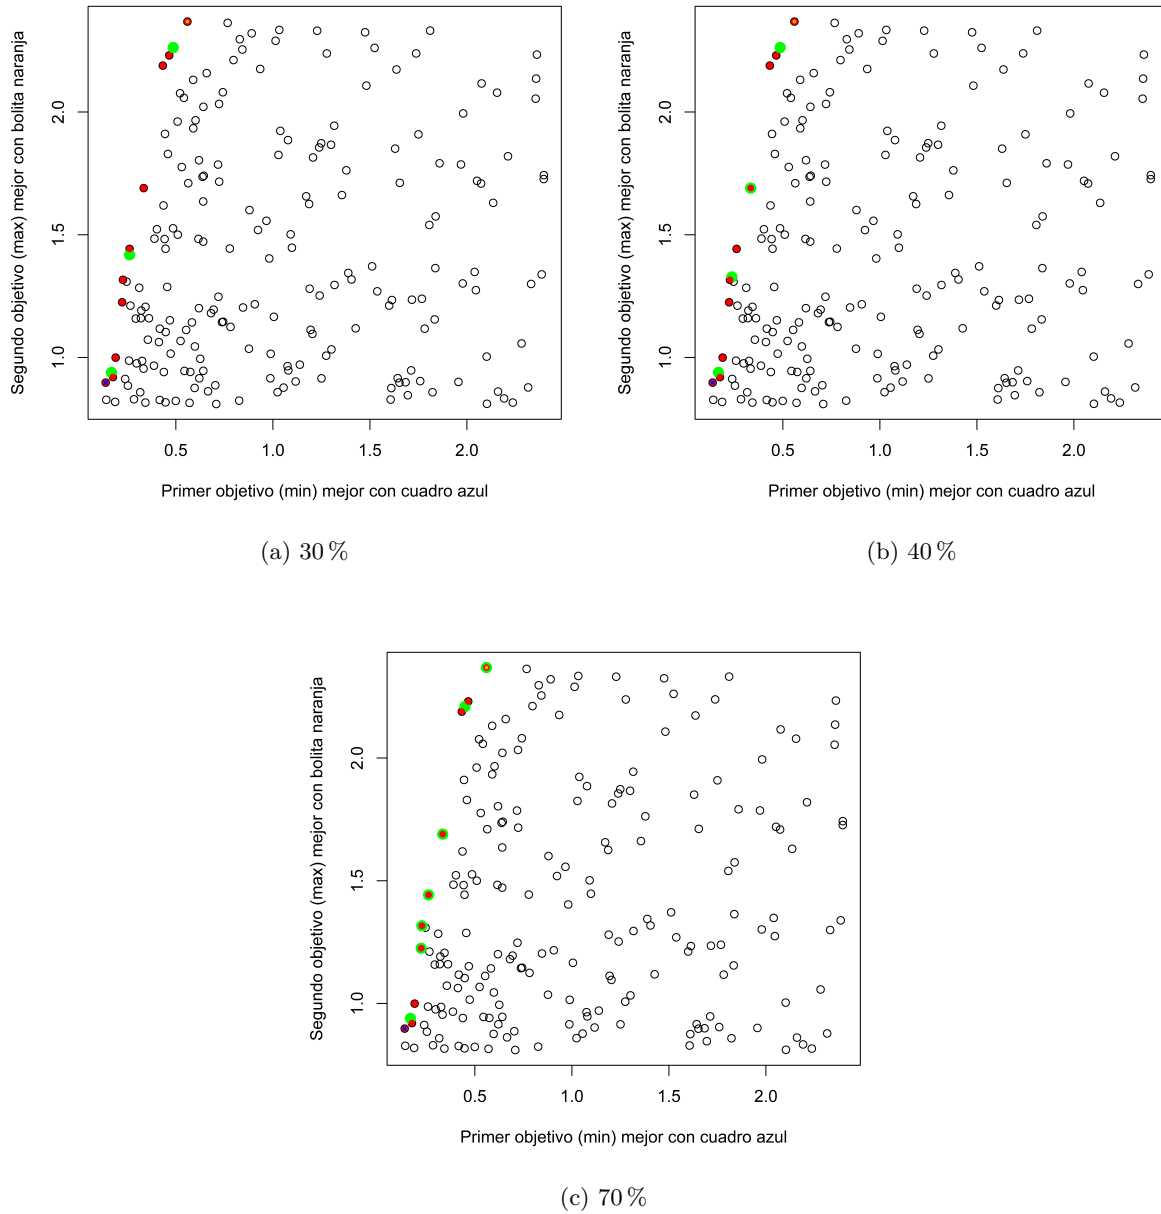 Segundo objetivo (max) mejor con bolita naranja
1.0 1.5 2.0
0.5 1.0 1.5 2.0
Primer objetivo (min) mejor con cuadro azul
(a) 30 %
Segundo objetivo (max) mejor con bolita naranja
1.0 1.5 2.0
0.5 1.0 1.5 2.0
Primer objetivo (min) mejor con cuadro azul
(b) 40 %
Segundo objetivo (max) mejor con bolita naranja
1.0 1.5 2.0
0.5 1.0 1.5 2.0
Primer objetivo (min) mejor con cuadro azul
(c) 70 %